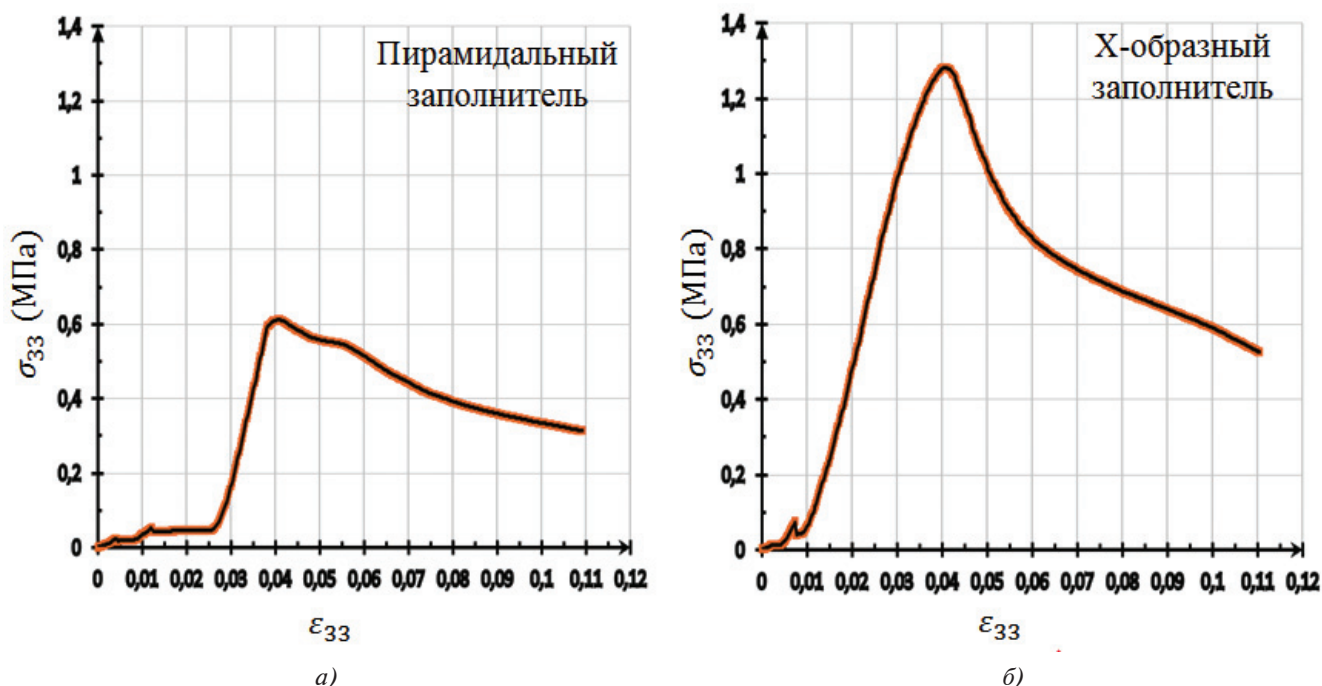 1,4
1,2
1
0,8
0,6
0,4
0,2
0
σ33 (МПа)
Пирамидальный
заполнитель
0 0,01 0,02 0,03 0,04 0,05 0,06 0,07 0,08 0,09 0,1 0,11 0,12
ε33
а)
1,4
1,2
1
0,8
0,6
0,4
0,2
0
σ33 (МПа)
Х-образный
заполнитель
0 0,01 0,02 0,03 0,04 0,05 0,06 0,07 0,08 0,09 0,1 0,11 0,12
ε33
б)